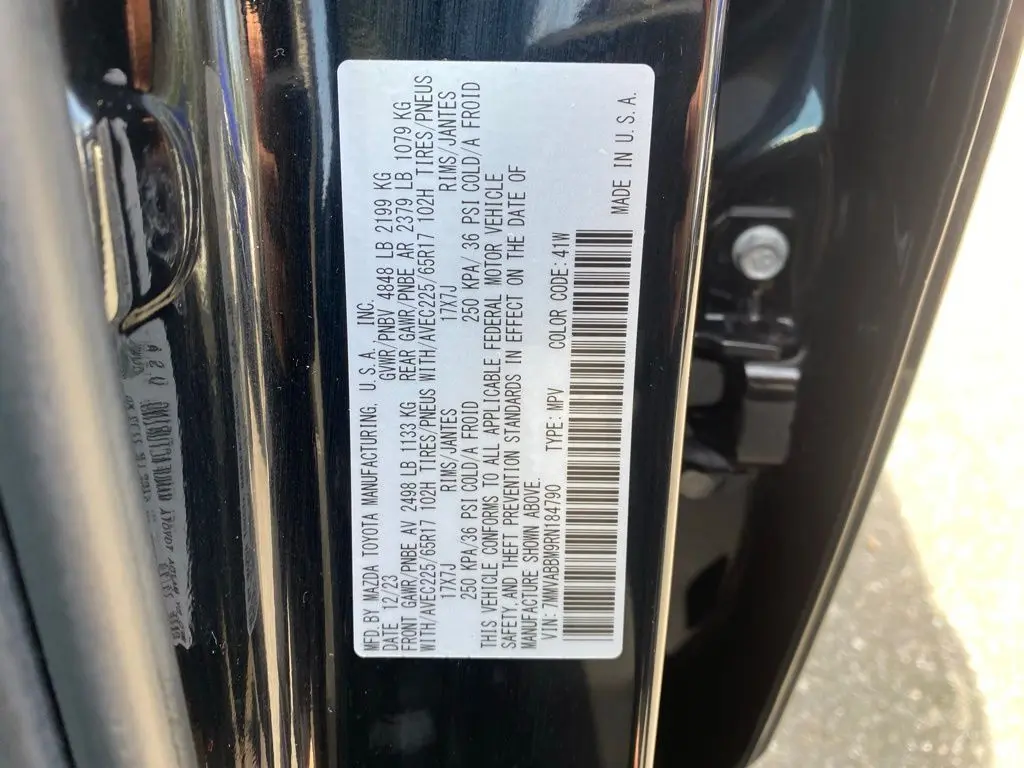 MFD. BY MAZDA TOYOTA MANUFACTURING, U.S.A., INC.
DATE 12/23 GVWR/PNBV 4848 LB 2199 KG
FRONT GAWR/PNBE AV 2498 LB 1133 KG REAR GAWR/PNBE AR 2379 LB 1079 KG
WITH/AVEC225/65R17 102H TIRES/PNEUS WITH/AVEC225/65R17 102H TIRES/PNEUS
17X7J RIMS/JANTES 17X7J RIMS/JANTES
250 KPA/36 PSI COLD/A FROID 250 KPA/ 36 PSI COLD/A FROID
THIS VEHICLE CONFORMS TO ALL APPLICABLE FEDERAL MOTOR VEHICLE
SAFETY AND THEFT PREVENTION STANDARDS IN EFFECT ON THE DATE OF
MANUFACTURE SHOWN ABOVE.
VIN: 7MMVABBM9RN184790 TYPE: MPV COLOR CODE: 41W
MADE IN U.S.A.